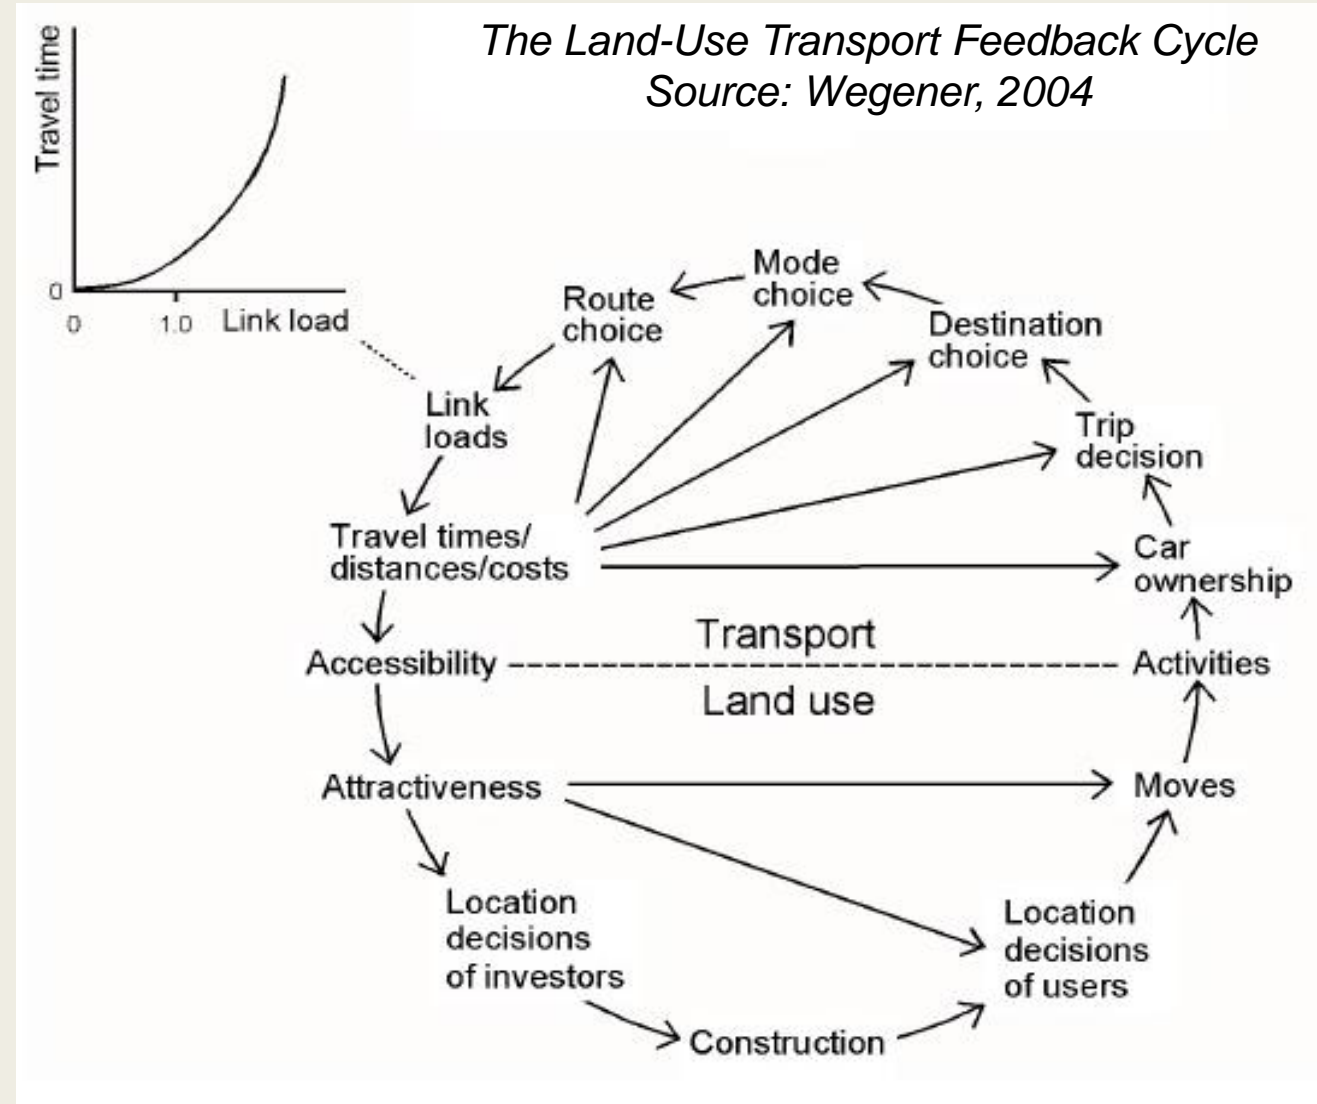 The Land-Use Transport Feedback Cycle
Source: Wegener, 2004
Travel time
0
0
1.0
Link load
Mode
choice
Route
choice
Destination
choice
Link
loads
Trip
decision
Travel times/
distances/costs
Car
ownership
Transport
Accessibility
Activities
Land use
Attractiveness
Moves
Location
decisions
of investors
Location
decisions
of users
Construction